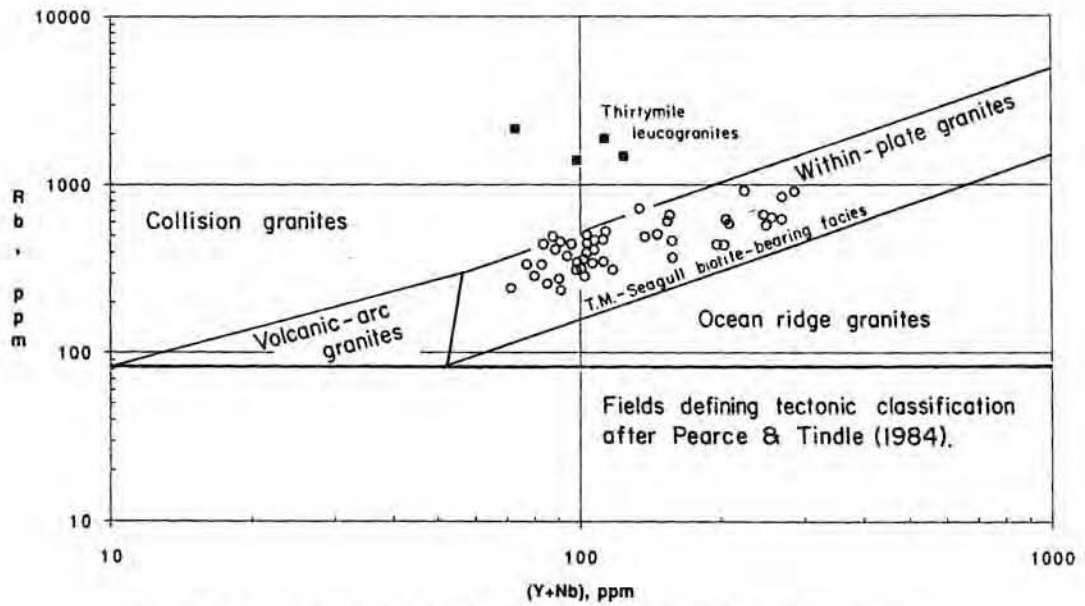 10000
1000
100
10
Rb, ppm
Thirtymile
leucogranites
Within-plate granites
Collision granites
T.M.-Seagull biotite-bearing facies
Volcanic-arc
granites
Ocean ridge granites
Fields defining tectonic classification
after Pearce & Tindle (1984).
10
100
1000
(Y+Nb), ppm